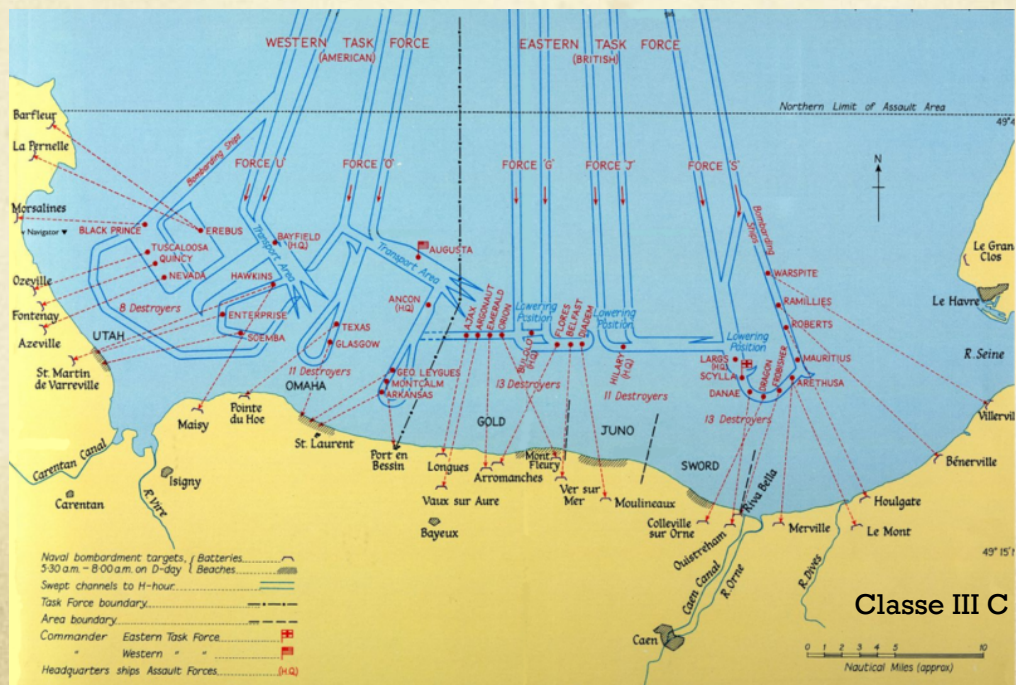 WESTERN TASK FORCE
(AMERICAN)
EASTERN TASK FORCE
(BRITISH)
Northern Limit of Assault Area
Barfleur
La Pernelle
Morsalines
Navigator
Ozeville
Fontenay
Azeville
UTAH
St. Martin
de Varreville
Bombarding Ships
FORCE 'U'
FORCE 'O'
FORCE 'G'
FORCE 'J'
FORCE 'S'
N
Bombarding
Ships
BLACK PRINCE
EREBUS
TUSCALOOSA
QUINCY
NEVADA
BAYFIELD
(H.Q)
Transport Area
HAWKINS
ENTERPRISE
SOEMBA
8 Destroyers
Transport Area
AUGUSTA
ANCON
(HQ)
TEXAS
GLASGOW
11 Destroyers
GEO LEYGUES
MONTCALM
ARKANSAS
OMAHA
AJAX
ARGONAUT
EMERALD
ORION
Lowering
Position
BULOLO
(H.Q)
FLORES
BELFAST
DIADEM
13 Destroyers
Lowering
Position
HILARY
(H.Q)
11 Destroyers
Lowering
Position
LARGS
(H.Q)
SCYLLA
DANAE
DRAGON
FROBISHER
13 Destroyers
WARSPITE
RAMILLIES
ROBERTS
MAURITIUS
ARETHUSA
Le Gran
Clos
Le Havre
R. Seine
Villervil
Bénerville
Houlgate
Le Mont
Merville
Riva Bella
Ouistreham
Colleville
sur Orne
SWORD
JUNO
GOLD
Moulineaux
Ver sur
Mer
Mont
Fleury
Arromanches
Longues
Vaux sur Aure
Bayeux
Port en
Bessin
St. Laurent
Pointe
du Hoe
Maisy
Isigny
R. Vire
Carentan Canal
Carentan
Caen Canal
R. Orne
Caen
R. Dives
49° 15'
Naval bombardment targets, Batteries
5·30 a.m. – 8·00 a.m. on D-day Beaches
Swept channels to H-hour
Task Force boundary
Area boundary
Commander Eastern Task Force
" Western " "
Headquarters ships Assault Forces (H.Q)
Classe III C
0 1 2 3 4 5 10
Nautical Miles (approx)